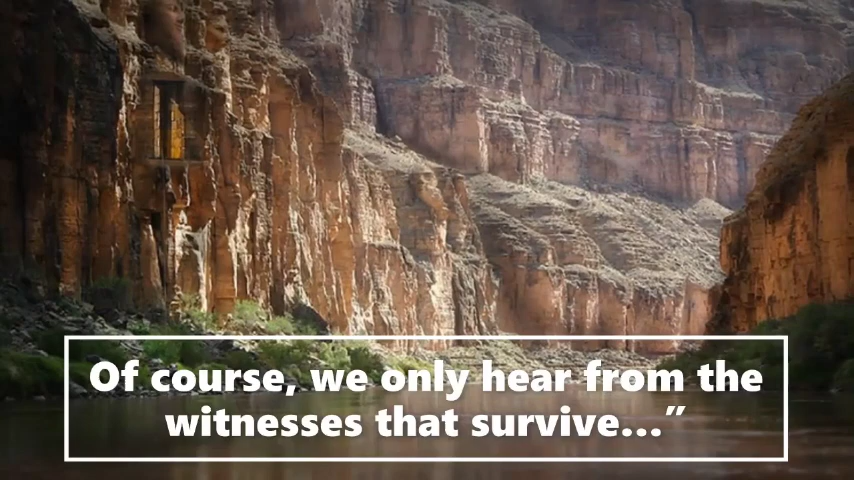 Of course, we only hear from the
witnesses that survive...”